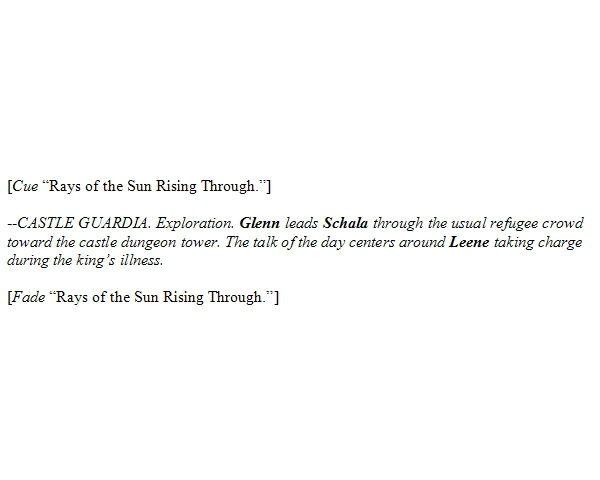 [Cue “Rays of the Sun Rising Through.”]
--CASTLE GUARDIA. Exploration. Glenn leads Schala through the usual refugee crowd
toward the castle dungeon tower. The talk of the day centers around Leene taking charge
during the king’s illness.
[Fade “Rays of the Sun Rising Through.”]